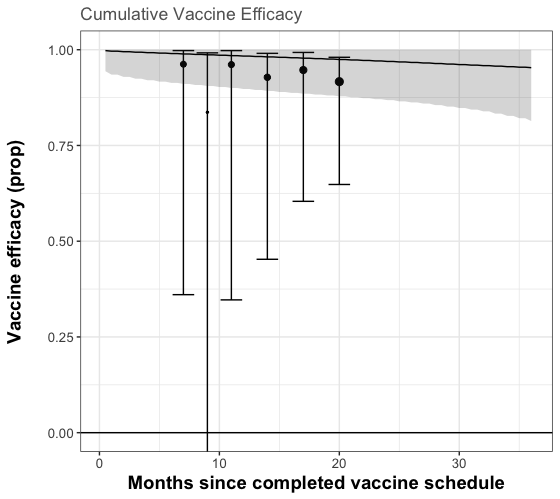 Cumulative Vaccine Efficacy
Vaccine efficacy (prop)
1.00
0.75
0.50
0.25
0.00
0 10 20 30
Months since completed vaccine schedule